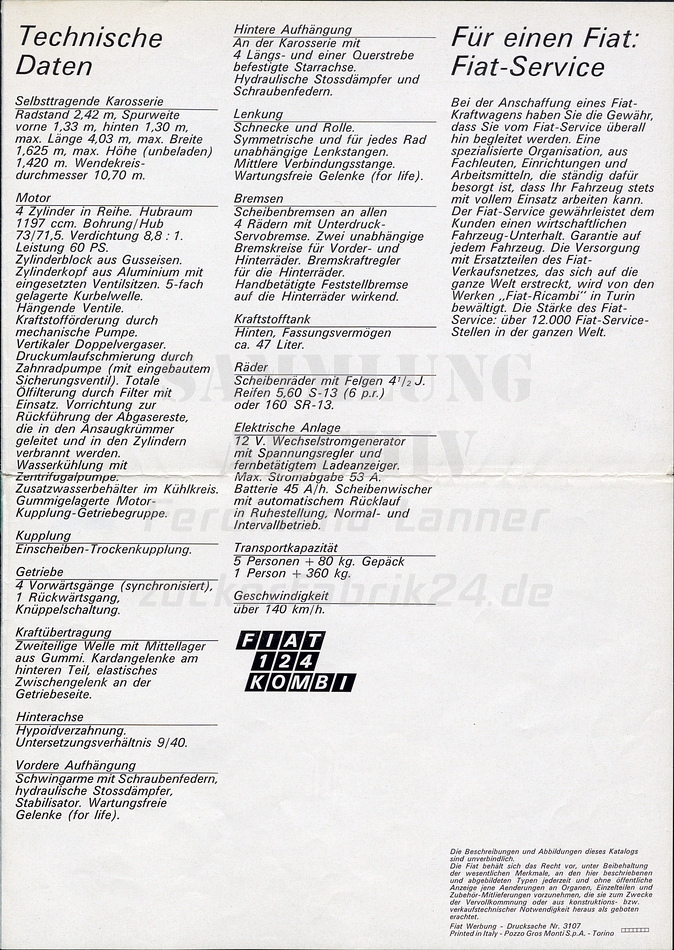 Technische
Daten
Selbsttragende Karosserie
Radstand 2,42 m, Spurweite
vorne 1,33 m, hinten 1,30 m,
max. Länge 4,03 m, max. Breite
1,625 m, max. Höhe (unbeladen)
1,420 m. Wendekreis-
durchmesser 10,70 m.
Motor
4 Zylinder in Reihe. Hubraum
1197 ccm. Bohrung/Hub
73/71,5. Verdichtung 8,8 : 1.
Leistung 60 PS.
Zylinderblock aus Gusseisen.
Zylinderkopf aus Aluminium mit
eingesetzten Ventilsitzen. 5-fach
gelagerte Kurbelwelle.
Hängende Ventile.
Kraftstofförderung durch
mechanische Pumpe.
Vertikaler Doppelvergaser.
Druckumlaufschmierung durch
Zahnradpumpe (mit eingebautem
Sicherungsventil). Totale
Ölfilterung durch Filter mit
Einsatz. Vorrichtung zur
Rückführung der Abgasereste,
die in den Ansaugkrümmer
geleitet und in den Zylindern
verbrannt werden.
Wasserkühlung mit
Zentrifugalpumpe.
Zusatzwasserbehälter im Kühlkreis.
Gummigelagerte Motor-
Kupplung-Getriebegruppe.
Kupplung
Einscheiben-Trockenkupplung.
Getriebe
4 Vorwärtsgänge (synchronisiert),
1 Rückwärtsgang,
Knüppelschaltung.
Kraftübertragung
Zweiteilige Welle mit Mittellager
aus Gummi. Kardangelenke am
hinteren Teil, elastisches
Zwischengelenk an der
Getriebeseite.
Hinterachse
Hypoidverzahnung.
Untersetzungsverhältnis 9/40.
Vordere Aufhängung
Schwingarme mit Schraubenfedern,
hydraulische Stossdämpfer,
Stabilisator. Wartungsfreie
Gelenke (for life).
Hintere Aufhängung
An der Karosserie mit
4 Längs- und einer Querstrebe
befestigte Starrachse.
Hydraulische Stossdämpfer und
Schraubenfedern.
Lenkung
Schnecke und Rolle.
Symmetrische und für jedes Rad
unabhängige Lenkstangen.
Mittlere Verbindungsstange.
Wartungsfreie Gelenke (for life).
Bremsen
Scheibenbremsen an allen
4 Rädern mit Unterdruck-
Servobremse. Zwei unabhängige
Bremskreise für Vorder- und
Hinterräder. Bremskraftregler
für die Hinterräder.
Handbetätigte Feststellbremse
auf die Hinterräder wirkend.
Kraftstofftank
Hinten, Fassungsvermögen
ca. 47 Liter.
Räder
Scheibenräder mit Felgen 4 1/2 J.
Reifen 5,60 S-13 (6 p.r.)
oder 160 SR-13.
Elektrische Anlage
12 V. Wechselstromgenerator
mit Spannungsregler und
fernbetätigtem Ladeanzeiger.
Max. Stromabgabe 53 A.
Batterie 45 A/h. Scheibenwischer
mit automatischem Rücklauf
in Ruhestellung, Normal- und
Intervallbetrieb.
Transportkapazität
5 Personen + 80 kg. Gepäck
1 Person + 360 kg.
Geschwindigkeit
über 140 km/h.
FIAT
124
KOMBI
Für einen Fiat:
Fiat-Service
Bei der Anschaffung eines Fiat-
Kraftwagens haben Sie die Gewähr,
dass Sie vom Fiat-Service überall
hin begleitet werden. Eine
spezialisierte Organisation, aus
Fachleuten, Einrichtungen und
Arbeitsmitteln, die ständig dafür
besorgt ist, dass Ihr Fahrzeug stets
mit vollem Einsatz arbeiten kann.
Der Fiat-Service gewährleistet dem
Kunden einen wirtschaftlichen
Fahrzeug-Unterhalt. Garantie auf
jedem Fahrzeug. Die Versorgung
mit Ersatzteilen des Fiat-
Verkaufsnetzes, das sich auf die
ganze Welt erstreckt, wird von den
Werken „Fiat-Ricambi" in Turin
bewältigt. Die Stärke des Fiat-
Service: über 12.000 Fiat-Service-
Stellen in der ganzen Welt.
SAMMLUNG
ARCHIV
Ferdinand Lanner
zuckerfabrik24.de
Die Beschreibungen und Abbildungen dieses Katalogs
sind unverbindlich.
Die Fiat behält sich das Recht vor, unter Beibehaltung
der wesentlichen Merkmale, an den hier beschriebenen
und abgebildeten Typen jederzeit und ohne öffentliche
Anzeige jene Aenderungen an Organen, Einzelteilen und
Zubehör-Mitlieferungen vorzunehmen, die sie zum Zwecke
der Vervollkommnung oder aus konstruktions- bzw.
verkaufstechnischer Notwendigkeit heraus als geboten
erachtet.
Fiat Werbung - Drucksache Nr. 3107
Printed in Italy - Pozzo Gros Monti S.p.A. - Torino